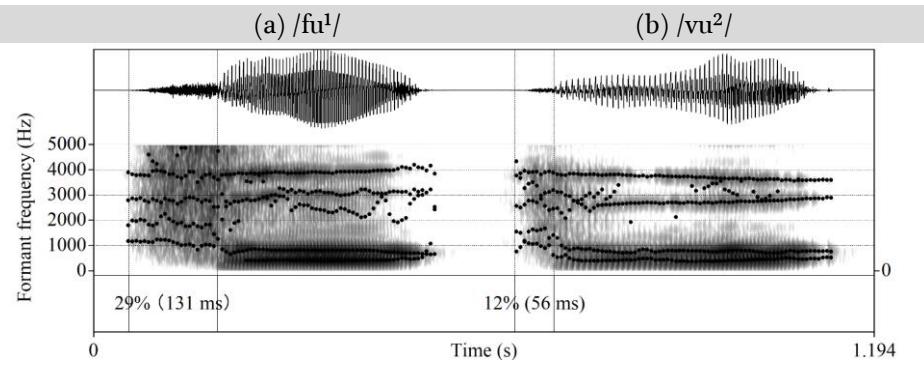 (a) /fu¹/ (b) /vu²/
Formant frequency (Hz)
5000
4000
3000
2000
1000
0
0
29% (131 ms) 12% (56 ms)
0 Time (s) 1.194